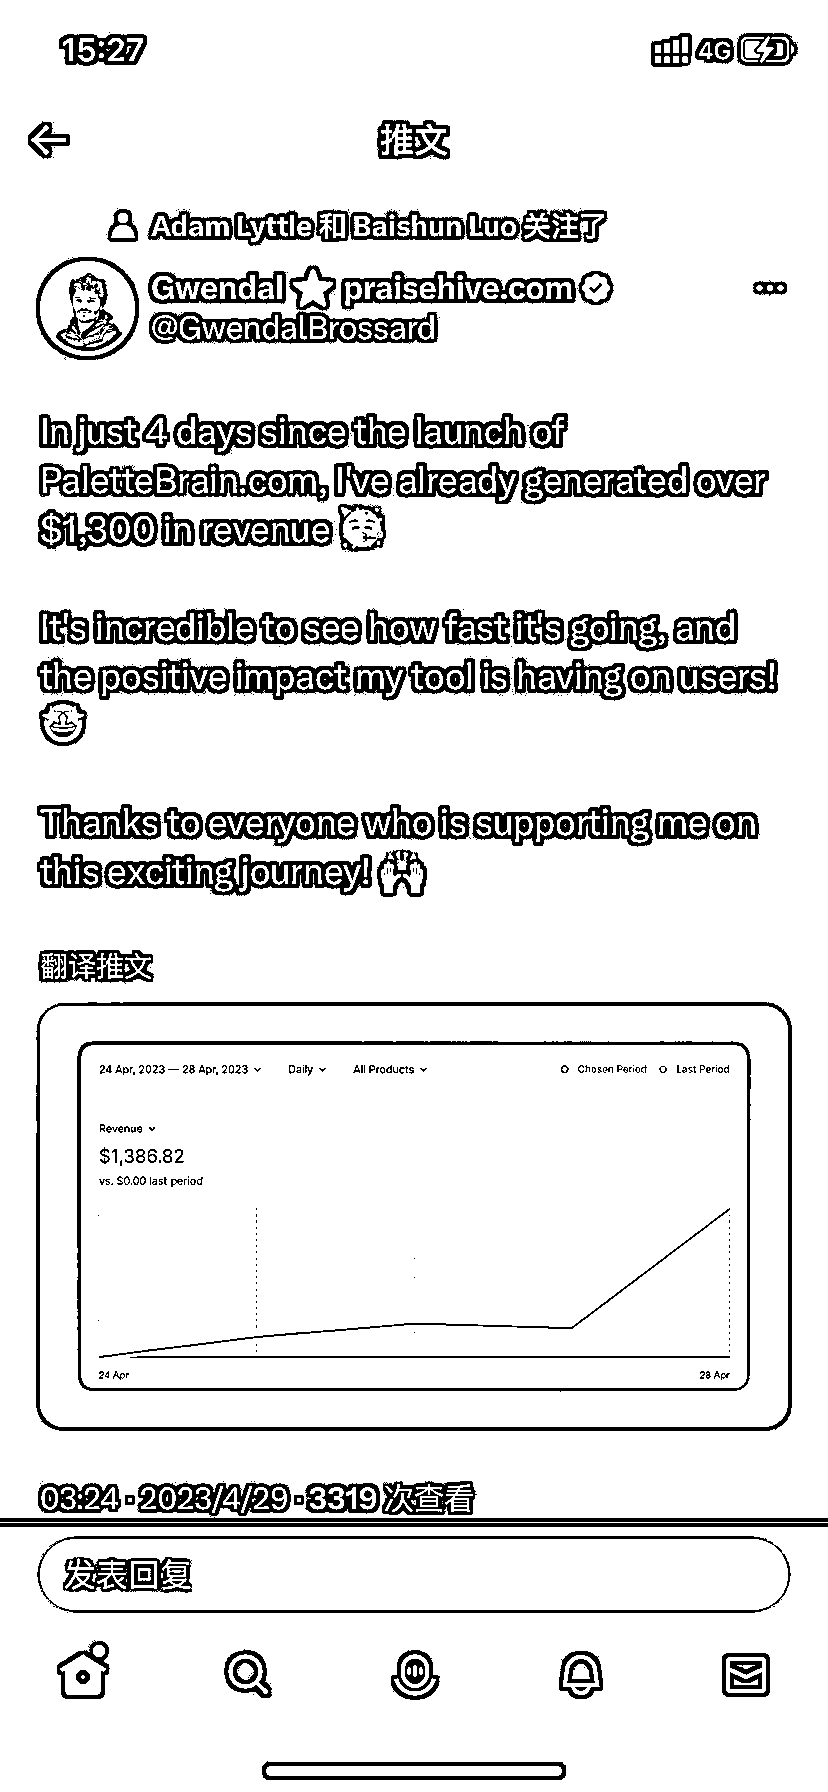 15:27
4G
推文
Adam Lyttle 和 Baishun Luo 关注了
Gwendal ⭐ praisehive.com
@GwendalBrossard
In just 4 days since the launch of
PaletteBrain.com, I've already generated over
$1,300 in revenue 🥳
It's incredible to see how fast it's going, and
the positive impact my tool is having on users!
🤩
Thanks to everyone who is supporting me on
this exciting journey! 🙌
翻译推文
24 Apr, 2023 — 28 Apr, 2023 Daily All Products Chosen Period Last Period
Revenue
$1,386.82
vs. $0.00 last period
24 Apr 28 Apr
03:24 · 2023/4/29 · 3319 次查看
发表回复